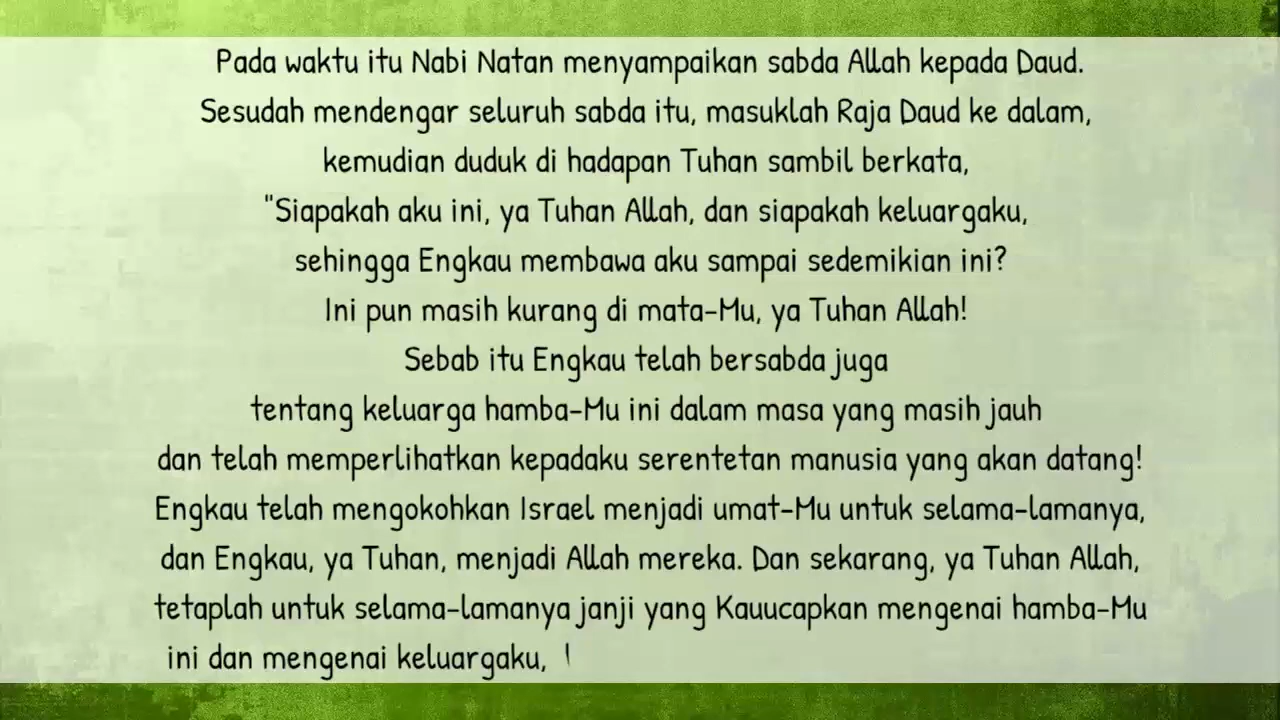 Pada waktu itu Nabi Natan menyampaikan sabda Allah kepada Daud.
Sesudah mendengar seluruh sabda itu, masuklah Raja Daud ke dalam,
kemudian duduk di hadapan Tuhan sambil berkata,
"Siapakah aku ini, ya Tuhan Allah, dan siapakah keluargaku,
sehingga Engkau membawa aku sampai sedemikian ini?
Ini pun masih kurang di mata-Mu, ya Tuhan Allah!
Sebab itu Engkau telah bersabda juga
tentang keluarga hamba-Mu ini dalam masa yang masih jauh
dan telah memperlihatkan kepadaku serentetan manusia yang akan datang!
Engkau telah mengokohkan Israel menjadi umat-Mu untuk selama-lamanya,
dan Engkau, ya Tuhan, menjadi Allah mereka. Dan sekarang, ya Tuhan Allah,
tetaplah untuk selama-lamanya janji yang Kauucapkan mengenai hamba-Mu
ini dan mengenai keluargaku,